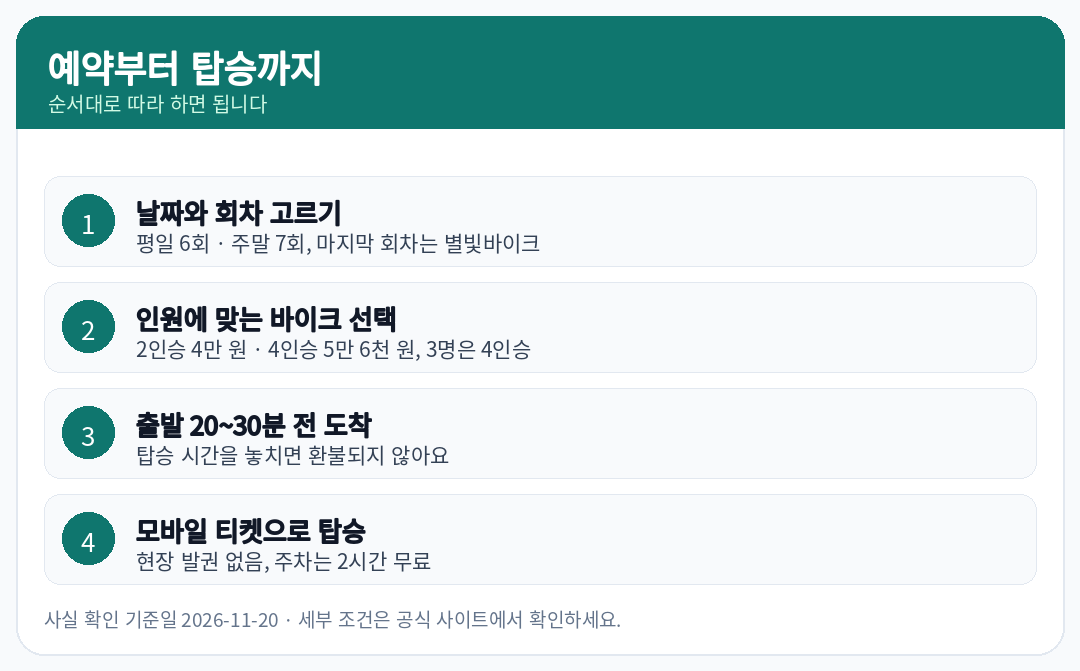 예약부터 탑승까지
순서대로 따라 하면 됩니다
1
날짜와 회차 고르기
평일 6회 · 주말 7회, 마지막 회차는 별빛바이크
2
인원에 맞는 바이크 선택
2인승 4만 원 · 4인승 5만 6천 원, 3명은 4인승
3
출발 20~30분 전 도착
탑승 시간을 놓치면 환불되지 않아요
4
모바일 티켓으로 탑승
현장 발권 없음, 주차는 2시간 무료
사실 확인 기준일 2026-11-20 · 세부 조건은 공식 사이트에서 확인하세요.